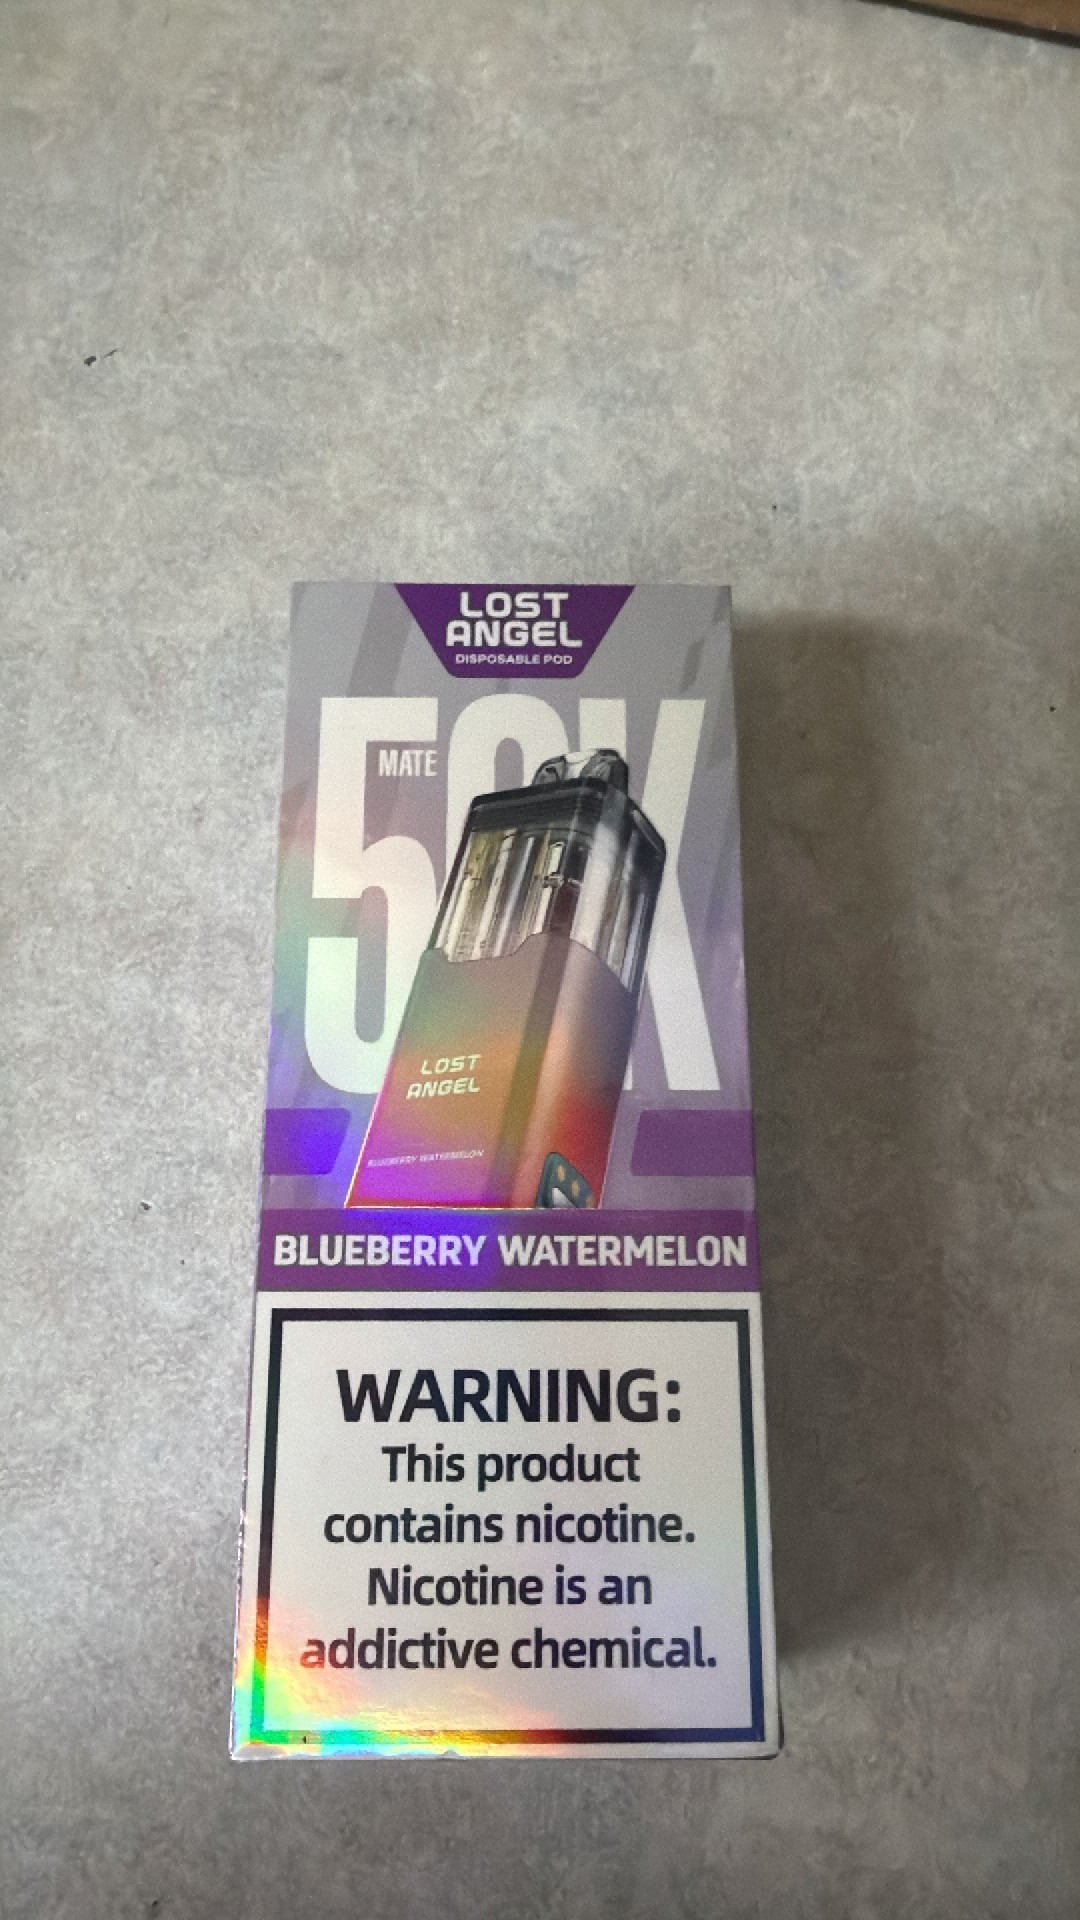 LOST
ANGEL
DISPOSABLE POD
MATE
50K
LOST
ANGEL
BLUEBERRY WATERMELON
BLUEBERRY WATERMELON
WARNING:
This product
contains nicotine.
Nicotine is an
addictive chemical.